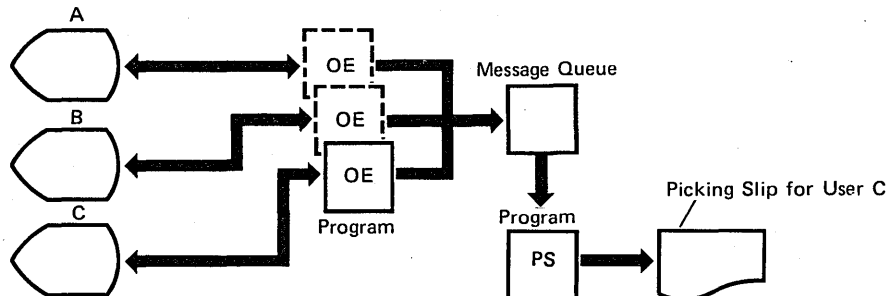 A
OE
Message Queue
B
OE
OE
C
Program
Picking Slip for User C
Program
PS